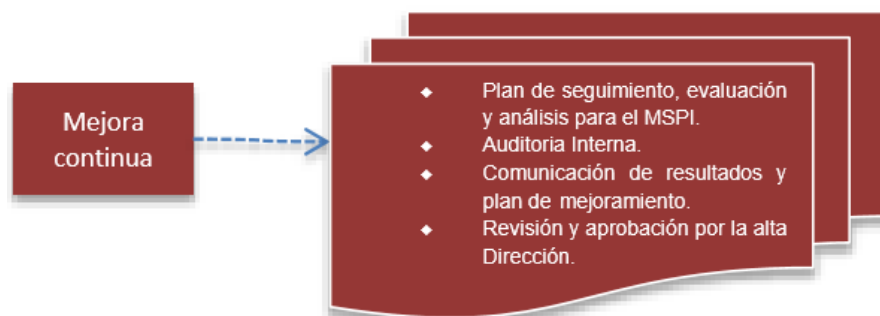 Mejora
continua
◆ Plan de seguimiento, evaluación
y análisis para el MSPI.
◆ Auditoria Interna.
◆ Comunicación de resultados y
plan de mejoramiento.
◆ Revisión y aprobación por la alta
Dirección.